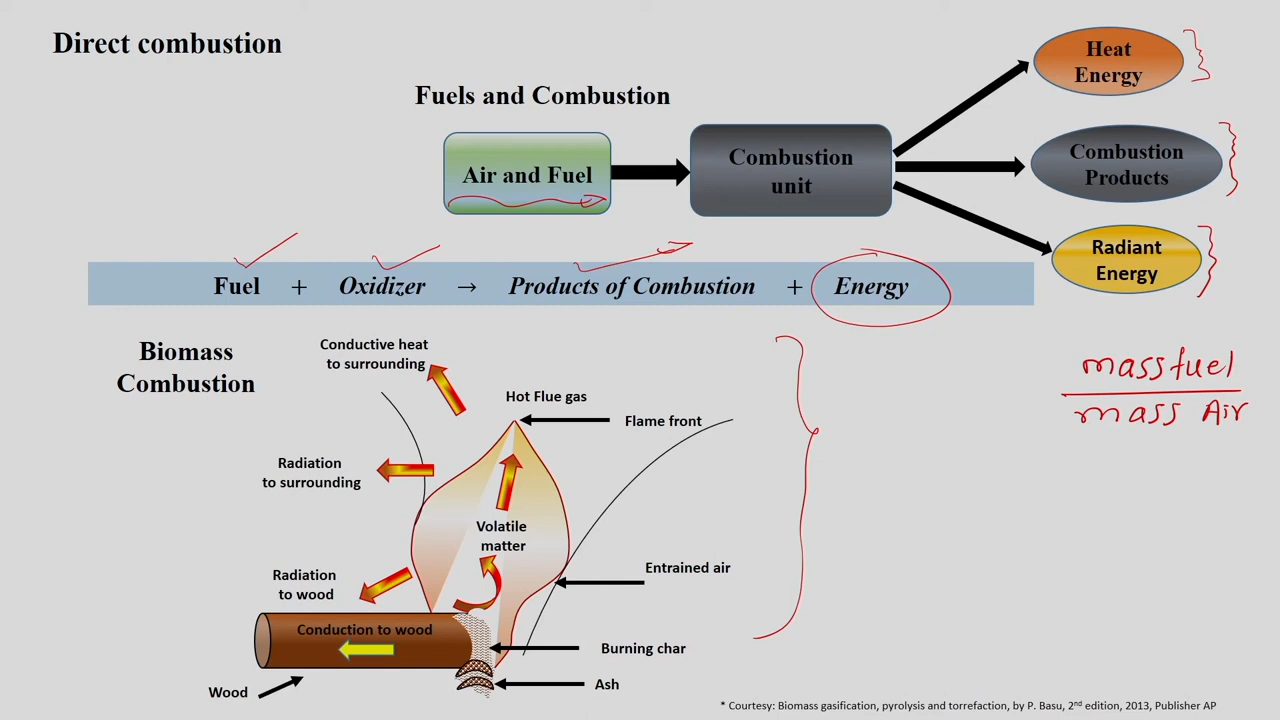 Direct combustion
Fuels and Combustion
Air and Fuel
Combustion
unit
Heat
Energy
Combustion
Products
Radiant
Energy
Fuel + Oxidizer → Products of Combustion + Energy
mass fuel
mass Air
Biomass
Combustion
Conductive heat
to surrounding
Hot Flue gas
Flame front
Radiation
to surrounding
Volatile
matter
Entrained air
Radiation
to wood
Conduction to wood
Burning char
Ash
Wood
* Courtesy: Biomass gasification, pyrolysis and torrefaction, by P. Basu, 2nd edition, 2013, Publisher AP